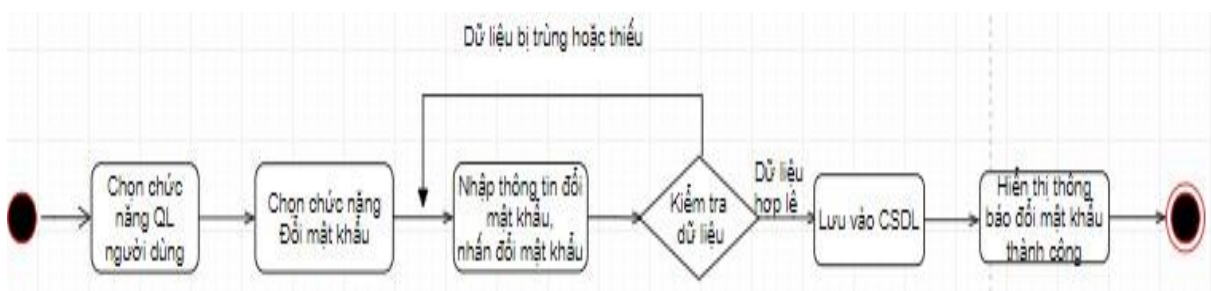 Dữ liệu bị trùng hoặc thiếu
Chọn chức
năng QL
người dùng
Chọn chức năng
Đổi mật khẩu
Nhập thông tin đổi
mật khẩu,
nhấn đổi mật khẩu
Kiểm tra
dữ liệu
Dữ liệu
hợp lệ
Lưu vào CSDL
Hiển thị thông
báo đổi mật khẩu
thành công